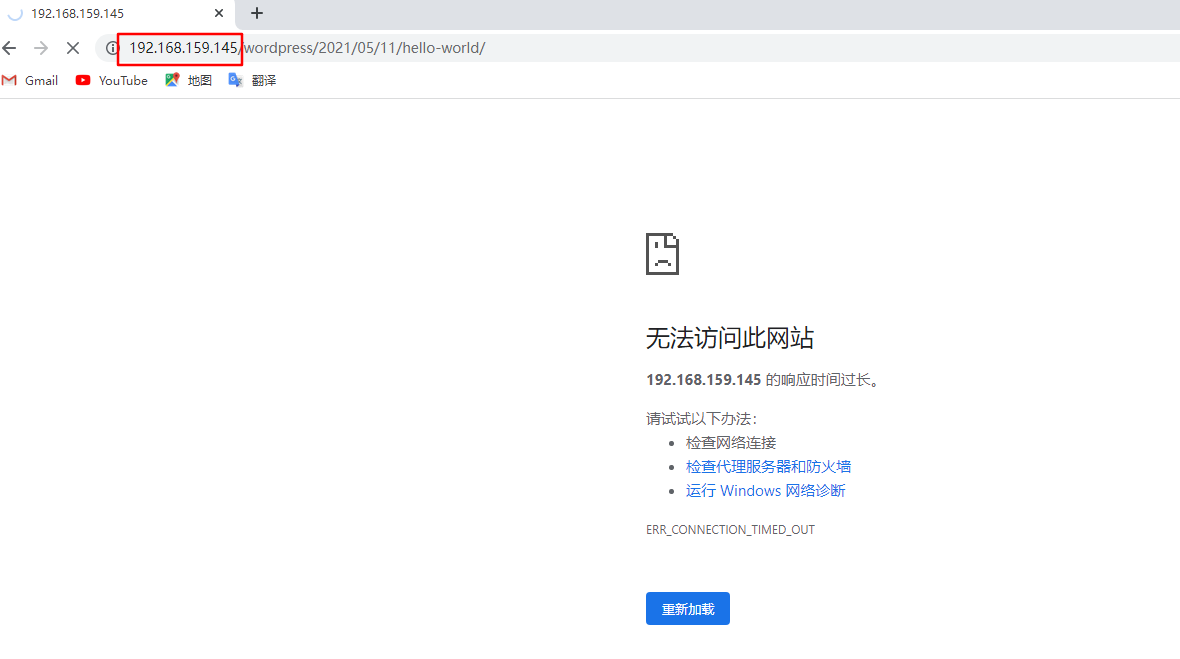 192.168.159.145
192.168.159.145/wordpress/2021/05/11/hello-world/
Gmail YouTube 地图 翻译
无法访问此网站
192.168.159.145 的响应时间过长。
请试试以下办法：
检查网络连接
检查代理服务器和防火墙
运行 Windows 网络诊断
ERR_CONNECTION_TIMED_OUT
重新加载